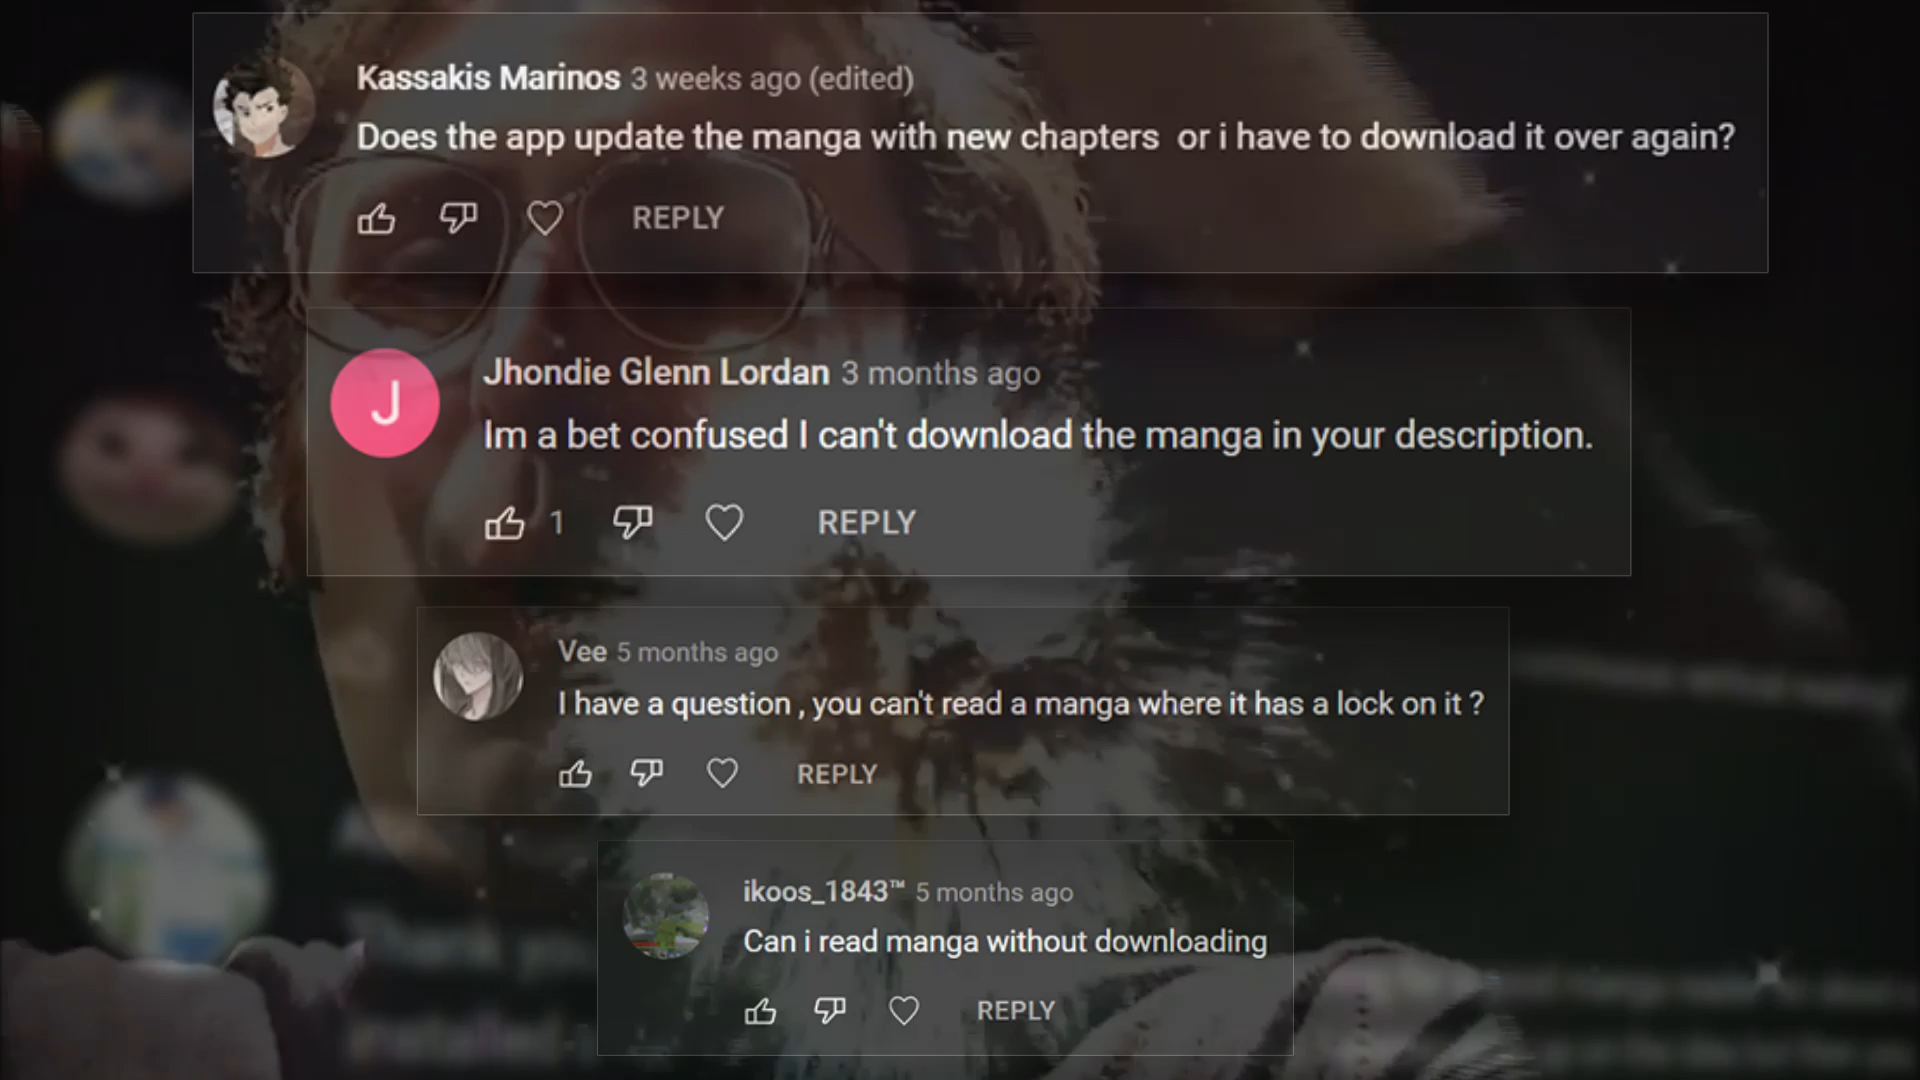 Kassakis Marinos 3 weeks ago (edited)
Does the app update the manga with new chapters or i have to download it over again?
REPLY
J
Jhondie Glenn Lordan 3 months ago
Im a bet confused I can't download the manga in your description.
1 REPLY
Vee 5 months ago
I have a question , you can't read a manga where it has a lock on it ?
REPLY
ikoos_1843™ 5 months ago
Can i read manga without downloading
REPLY